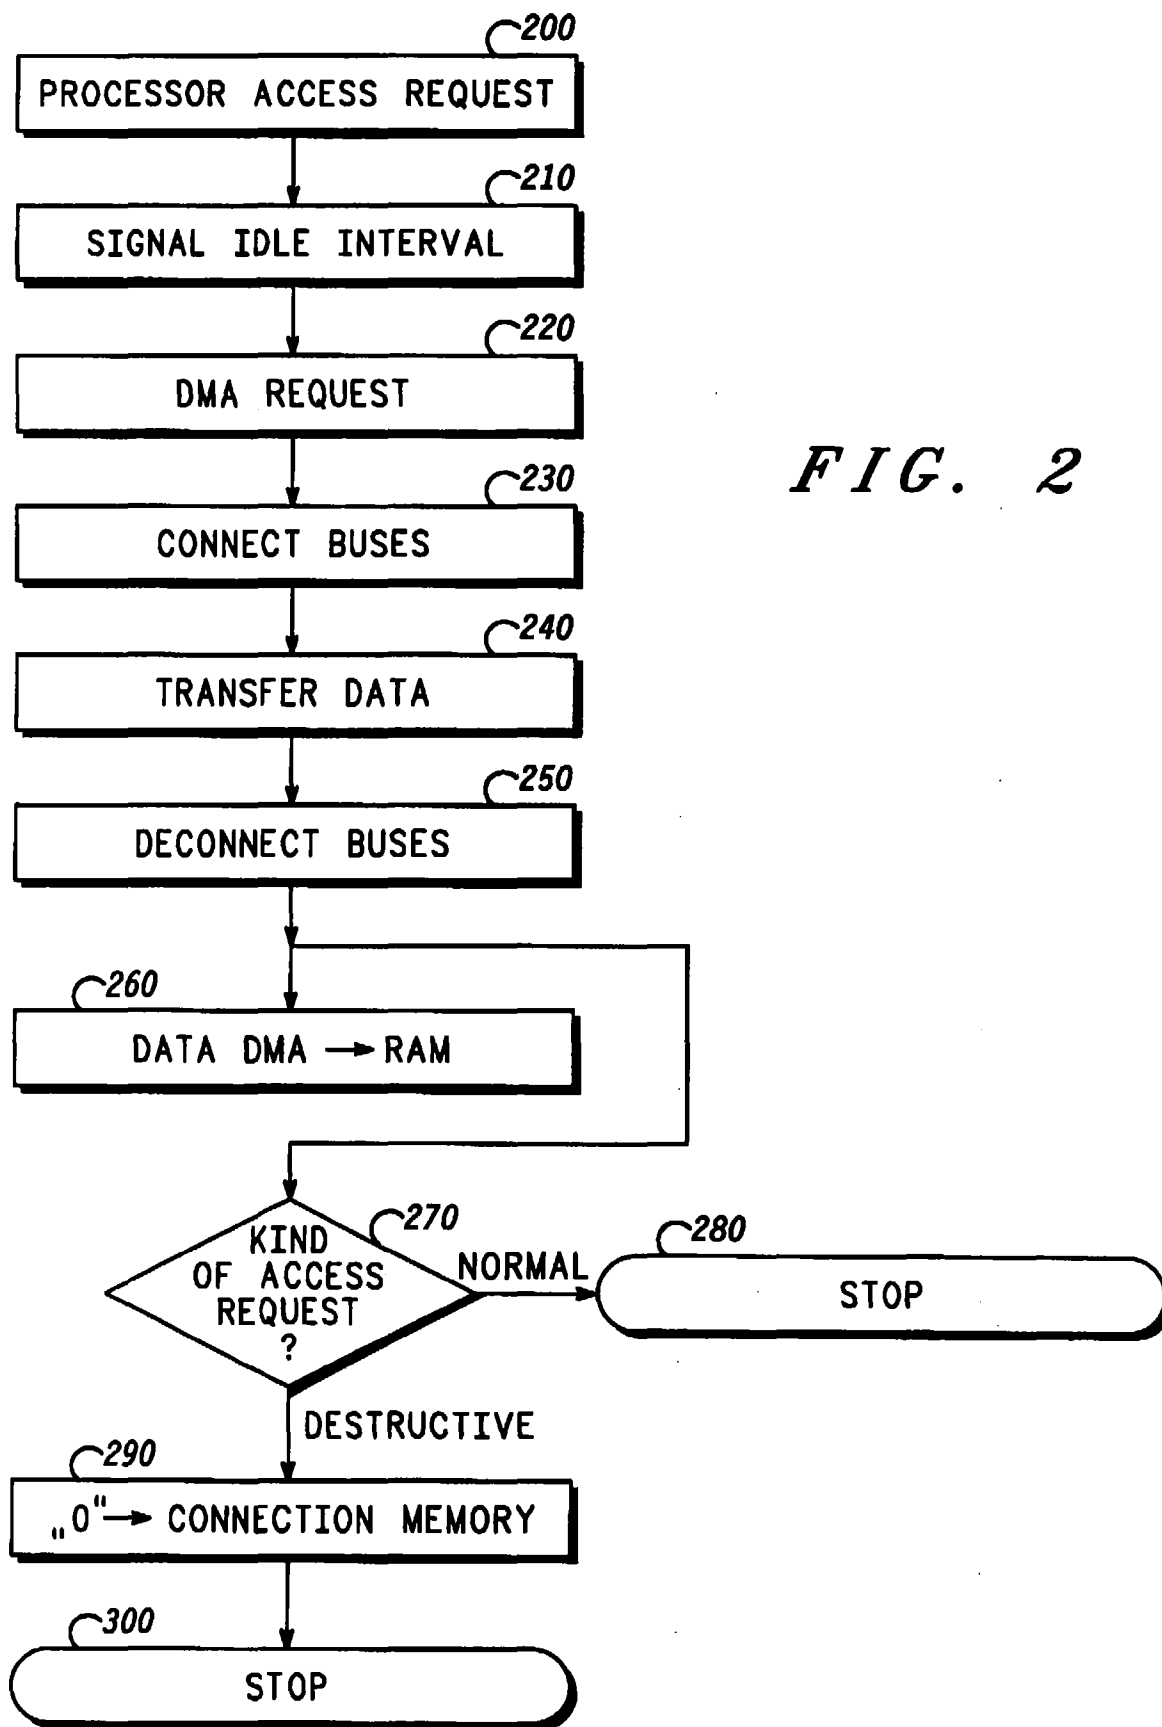 200
PROCESSOR ACCESS REQUEST
210
SIGNAL IDLE INTERVAL
220
DMA REQUEST
FIG. 2
230
CONNECT BUSES
240
TRANSFER DATA
250
DECONNECT BUSES
260
DATA DMA → RAM
270
KIND
OF ACCESS
REQUEST
?
NORMAL
280
STOP
DESTRUCTIVE
290
„0" → CONNECTION MEMORY
300
STOP